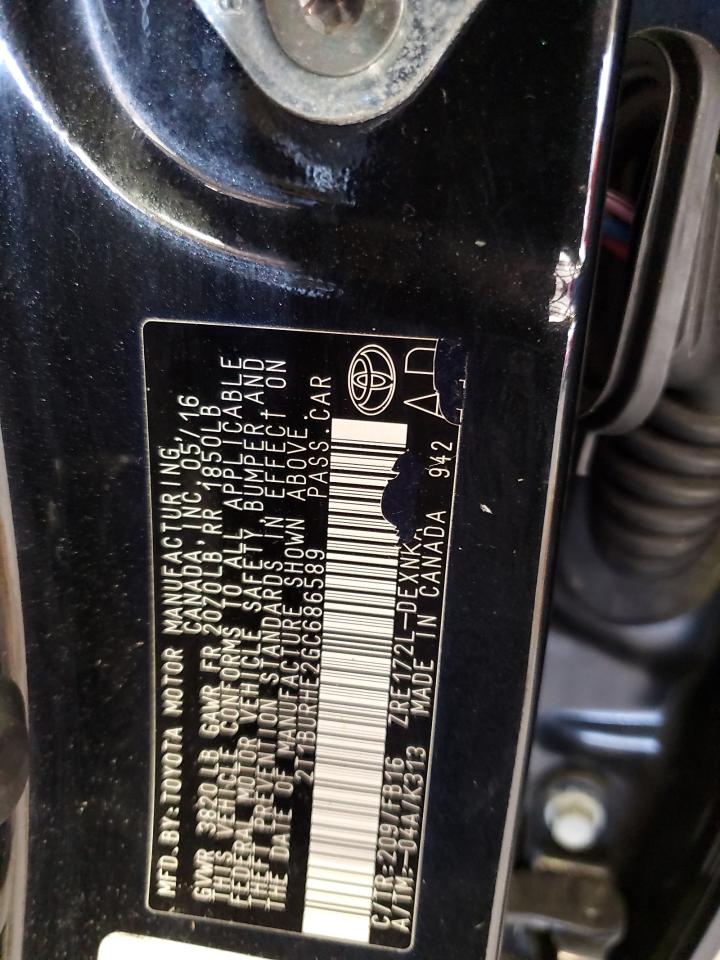 MFD. BY: TOYOTA MOTOR MANUFACTURING
CANADA, INC. 05/16
GVWR 3820LB GAWR FR 2070LB RR 1850LB
THIS VEHICLE CONFORMS TO ALL APPLICABLE
FEDERAL MOTOR VEHICLE SAFETY, BUMPER, AND
THEFT PREVENTION STANDARDS IN EFFECT ON
THE DATE OF MANUFACTURE SHOWN ABOVE.
2T1BURHE2GC686589 PASS. CAR
C/TR: 209/FB16 ZRE172L-DEXNK
A/TM: -04A/K313 MADE IN CANADA 942